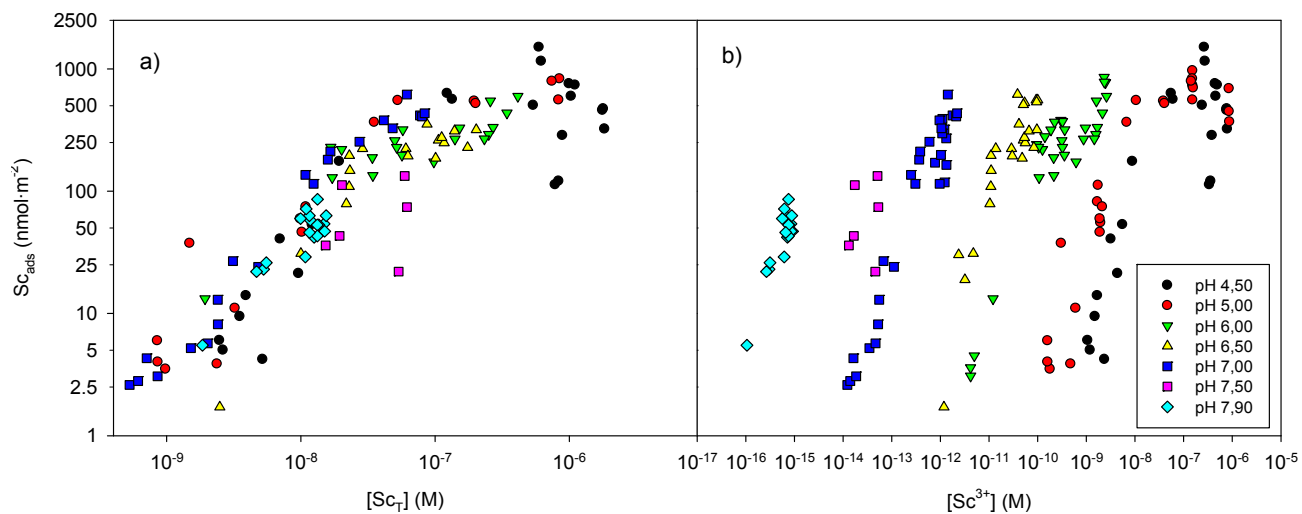 a)
b)
2500
1000
500
250
100
50
25
10
5
2.5
1
Sc_ads (nmol·m⁻²)
10⁻⁹
10⁻⁸
10⁻⁷
10⁻⁶
10⁻¹⁷
10⁻¹⁶
10⁻¹⁵
10⁻¹⁴
10⁻¹³
10⁻¹²
10⁻¹¹
10⁻¹⁰
10⁻⁹
10⁻⁸
10⁻⁷
10⁻⁶
10⁻⁵
[Sc_T] (M)
[Sc³⁺] (M)
pH 4,50
pH 5,00
pH 6,00
pH 6,50
pH 7,00
pH 7,50
pH 7,90